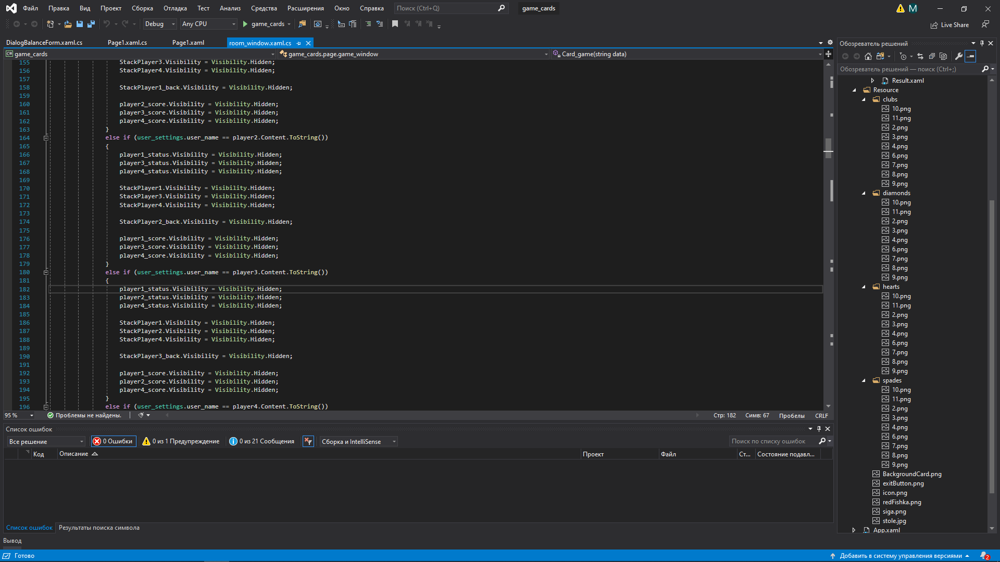 Файл Правка Вид Проект Сборка Отладка Тест Анализ Средства Расширения Окно Справка Поиск (Ctrl+Q) game_cards M
Debug Any CPU game_cards Live Share
DialogBalanceForm.xaml.cs Page1.xaml.cs Page1.xaml room_window.xaml.cs
game_cards game_cards.page.game_window Card_game(string data)
155 StackPlayer3.Visibility = Visibility.Hidden;
156 StackPlayer4.Visibility = Visibility.Hidden;
157
158 StackPlayer1_back.Visibility = Visibility.Hidden;
159
160 player2_score.Visibility = Visibility.Hidden;
161 player3_score.Visibility = Visibility.Hidden;
162 player4_score.Visibility = Visibility.Hidden;
163 }
164 else if (user_settings.user_name == player2.Content.ToString())
165 {
166 player1_status.Visibility = Visibility.Hidden;
167 player3_status.Visibility = Visibility.Hidden;
168 player4_status.Visibility = Visibility.Hidden;
169
170 StackPlayer1.Visibility = Visibility.Hidden;
171 StackPlayer3.Visibility = Visibility.Hidden;
172 StackPlayer4.Visibility = Visibility.Hidden;
173
174 StackPlayer2_back.Visibility = Visibility.Hidden;
175
176 player1_score.Visibility = Visibility.Hidden;
177 player3_score.Visibility = Visibility.Hidden;
178 player4_score.Visibility = Visibility.Hidden;
179 }
180 else if (user_settings.user_name == player3.Content.ToString())
181 {
182 player1_status.Visibility = Visibility.Hidden;
183 player2_status.Visibility = Visibility.Hidden;
184 player4_status.Visibility = Visibility.Hidden;
185
186 StackPlayer1.Visibility = Visibility.Hidden;
187 StackPlayer2.Visibility = Visibility.Hidden;
188 StackPlayer4.Visibility = Visibility.Hidden;
189
190 StackPlayer3_back.Visibility = Visibility.Hidden;
191
192 player1_score.Visibility = Visibility.Hidden;
193 player2_score.Visibility = Visibility.Hidden;
194 player4_score.Visibility = Visibility.Hidden;
195 }
196 else if (user_settings.user_name == player4.Content.ToString())
95 % Проблемы не найдены. Стр: 182 Симв: 67 Пробелы CRLF
Список ошибок
Все решение 0 Ошибки 0 из 1 Предупреждение 0 из 21 Сообщения Сборка и IntelliSense Поиск по списку ошибок
Код Описание Проект Файл Ст... Состояние подавл...
Список ошибок Результаты поиска символа
Вывод
Готово Добавить в систему управления версиями 2
Обозреватель решений
Обозреватель решений — поиск (Ctrl+;)
Result.xaml
Resource
clubs
10.png
11.png
2.png
3.png
4.png
6.png
7.png
8.png
9.png
diamonds
10.png
11.png
2.png
3.png
4.png
6.png
7.png
8.png
9.png
hearts
10.png
11.png
2.png
3.png
4.png
6.png
7.png
8.png
9.png
spades
10.png
11.png
2.png
3.png
4.png
6.png
7.png
8.png
9.png
BackgroundCard.png
exitButton.png
icon.png
redFishka.png
siga.png
stole.jpg
App.xaml